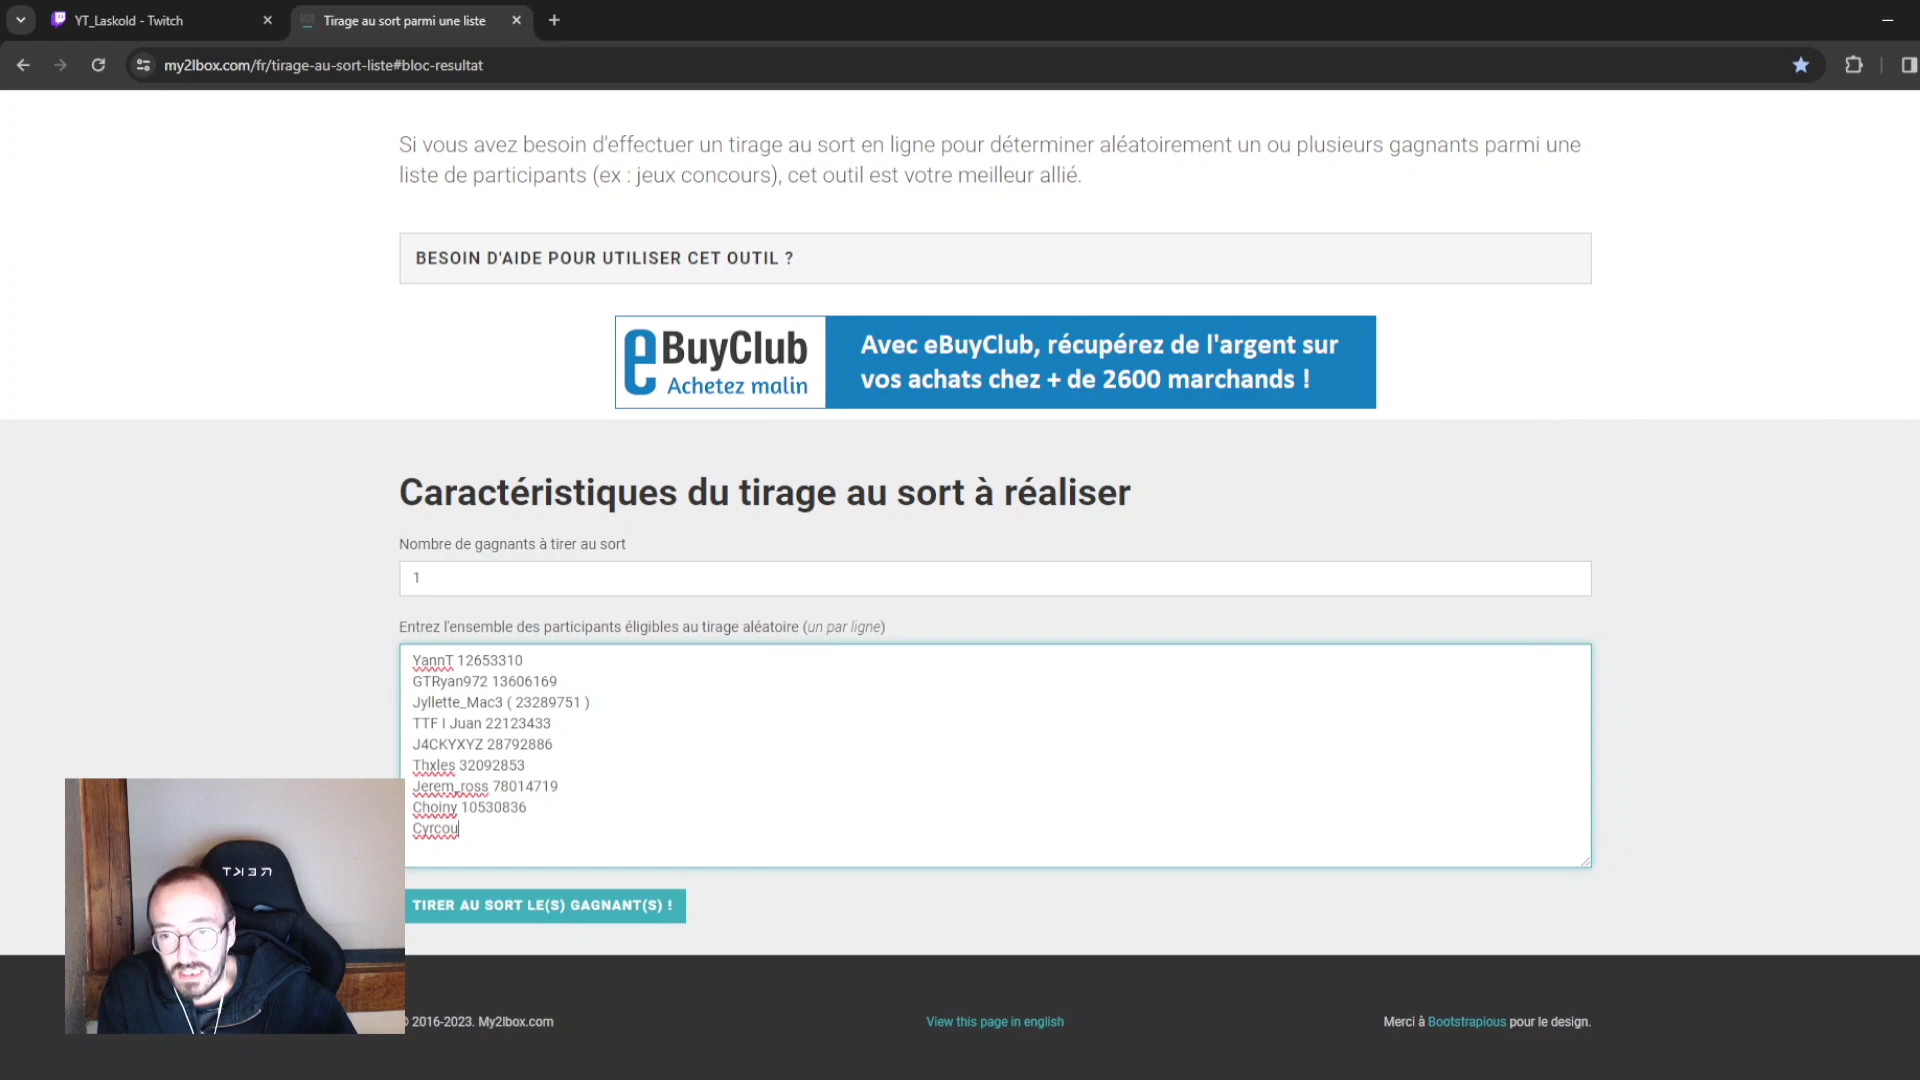 YT_Laskold - Twitch
Tirage au sort parmi une liste
my2lbox.com/fr/tirage-au-sort-liste#bloc-resultat
Si vous avez besoin d'effectuer un tirage au sort en ligne pour déterminer aléatoirement un ou plusieurs gagnants parmi une
liste de participants (ex : jeux concours), cet outil est votre meilleur allié.
BESOIN D'AIDE POUR UTILISER CET OUTIL ?
eBuyClub
Achetez malin
Avec eBuyClub, récupérez de l'argent sur
vos achats chez + de 2600 marchands !
Caractéristiques du tirage au sort à réaliser
Nombre de gagnants à tirer au sort
1
Entrez l'ensemble des participants éligibles au tirage aléatoire (un par ligne)
YannT 12653310
GTRyan972 13606169
Jyllette_Mac3 ( 23289751 )
TTF I Juan 22123433
J4CKYXYZ 28792886
Thxles 32092853
Jerem_ross 78014719
Choiny 10530836
Cyrcou
TIRER AU SORT LE(S) GAGNANT(S) !
© 2016-2023. My2lbox.com
View this page in english
Merci à Bootstrapious pour le design.